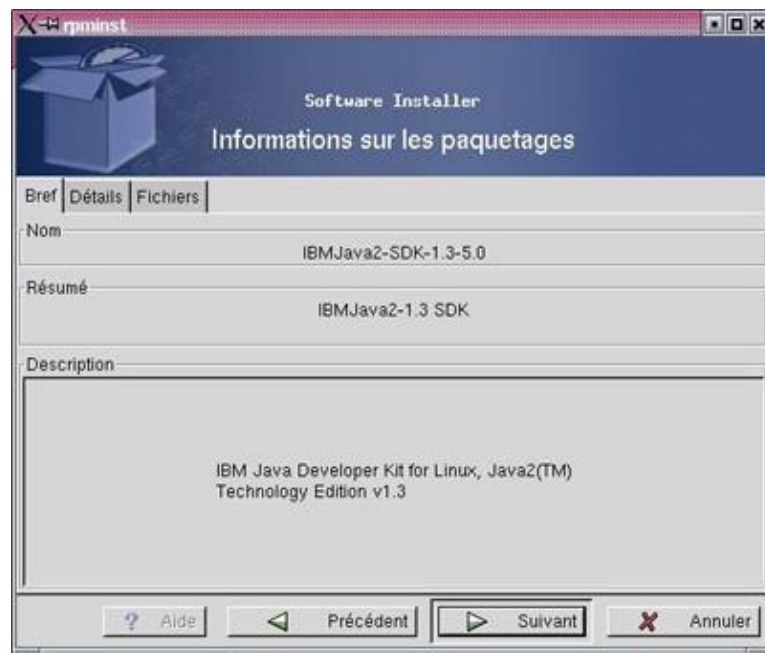 rpminst
Software Installer
Informations sur les paquetages
Bref Détails Fichiers
Nom
IBMJava2-SDK-1.3-5.0
Résumé
IBMJava2-1.3 SDK
Description
IBM Java Developer Kit for Linux, Java2(TM)
Technology Edition v1.3
? Aide Précédent Suivant Annuler